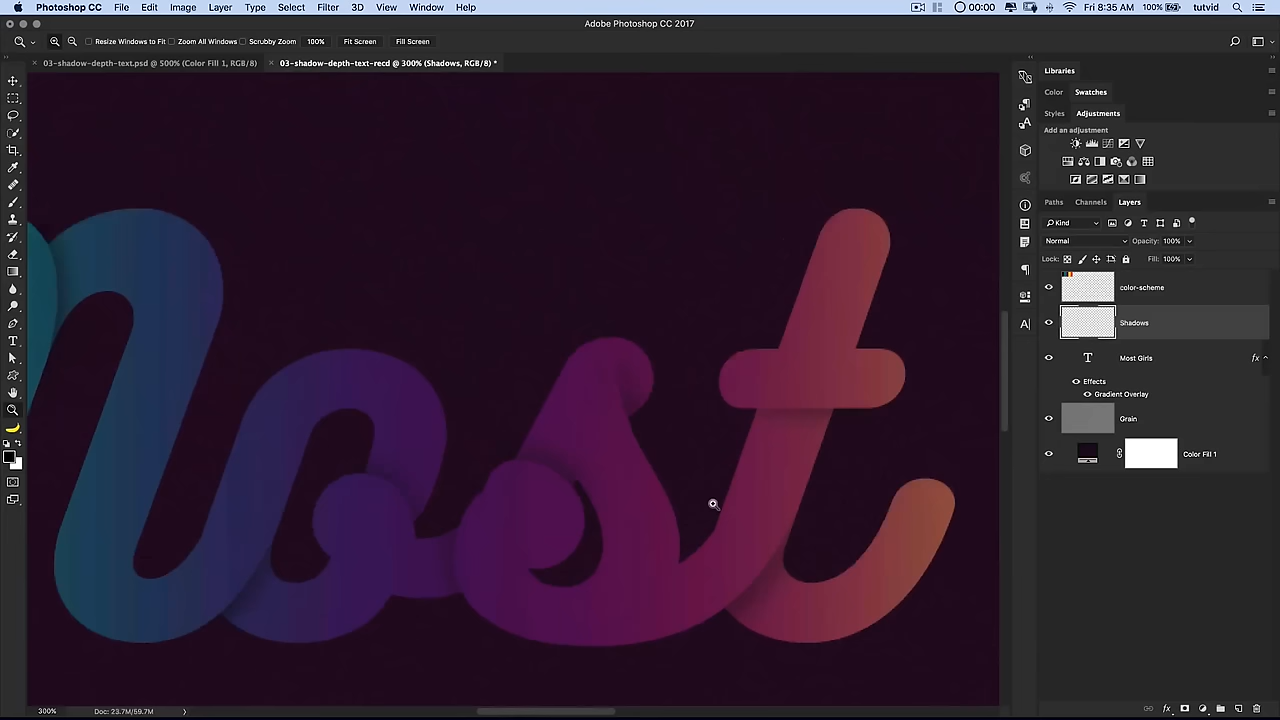 Photoshop CC File Edit Image Layer Type Select Filter 3D View Window Help 00:00 100% Fri 8:35 AM tutvid
Adobe Photoshop CC 2017
Resize Windows to Fit Zoom All Windows Scrubby Zoom 100% Fit Screen Fill Screen
03-shadow-depth-text.psd @ 500% (Color Fill 1, RGB/8) 03-shadow-depth-text-recd @ 300% (Shadows, RGB/8) *
Libraries
Color Swatches
Styles Adjustments
Add an adjustment
Paths Channels Layers
Kind
Normal Opacity: 100%
Lock: Fill: 100%
color-scheme
Shadows
T Most Girls fx
Effects
Gradient Overlay
Grain
Color Fill 1
Most
300% Doc: 23.7M/59.7M